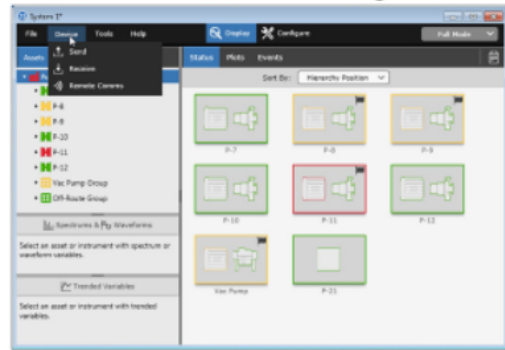 System 1*
File Device Tools Help Display Configure Full Mode
Assets Status Plots Events
Send
Receive
Remote Comms
Sort By: Hierarchy Position
P-8
P-9
P-10
P-11
P-12
Vac Pump Group
Off-Route Group
P-7 P-8 P-9
P-10 P-11 P-12
Vac Pump P-21
Spectrums & Waveforms
Select an asset or instrument with spectrum or
waveform variables.
Trended Variables
Select an asset or instrument with trended
variables.